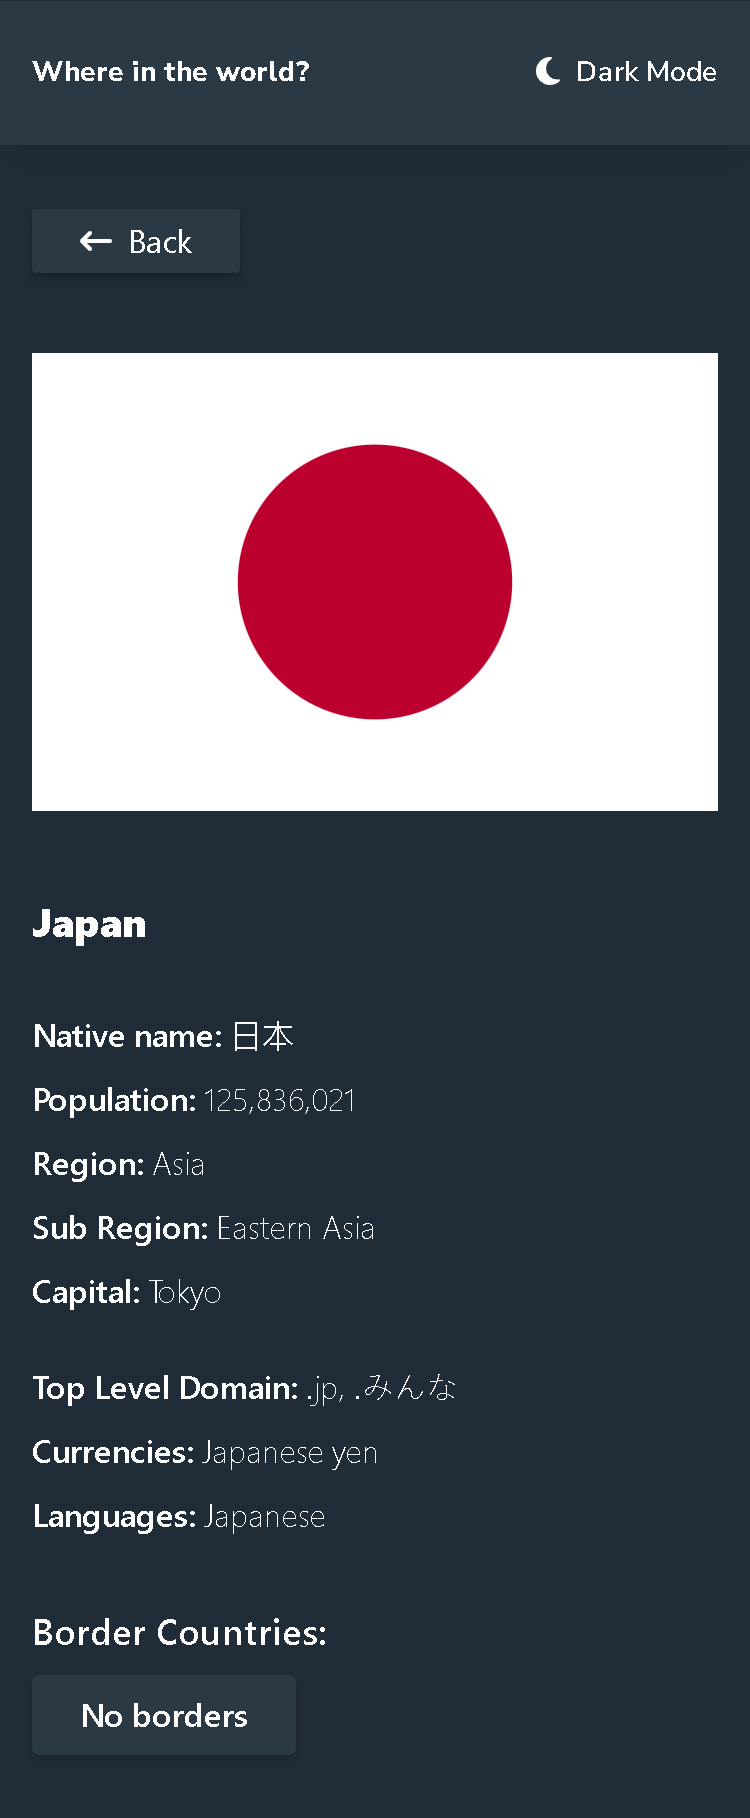 Where in the world?
Dark Mode
Back
Japan
Native name: 日本
Population: 125,836,021
Region: Asia
Sub Region: Eastern Asia
Capital: Tokyo
Top Level Domain: .jp, .みんな
Currencies: Japanese yen
Languages: Japanese
Border Countries:
No borders